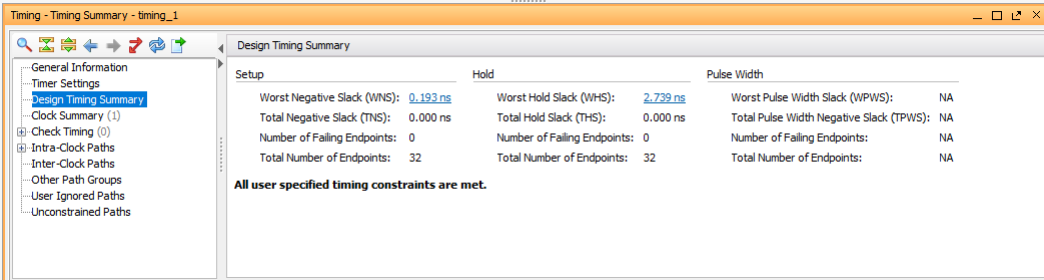 Timing - Timing Summary - timing_1
General Information
Timer Settings
Design Timing Summary
Clock Summary (1)
Check Timing (0)
Intra-Clock Paths
Inter-Clock Paths
Other Path Groups
User Ignored Paths
Unconstrained Paths
Design Timing Summary
Setup Hold Pulse Width
Worst Negative Slack (WNS): 0.193 ns Worst Hold Slack (WHS): 2.739 ns Worst Pulse Width Slack (WPWS): NA
Total Negative Slack (TNS): 0.000 ns Total Hold Slack (THS): 0.000 ns Total Pulse Width Negative Slack (TPWS): NA
Number of Failing Endpoints: 0 Number of Failing Endpoints: 0 Number of Failing Endpoints: NA
Total Number of Endpoints: 32 Total Number of Endpoints: 32 Total Number of Endpoints: NA
All user specified timing constraints are met.